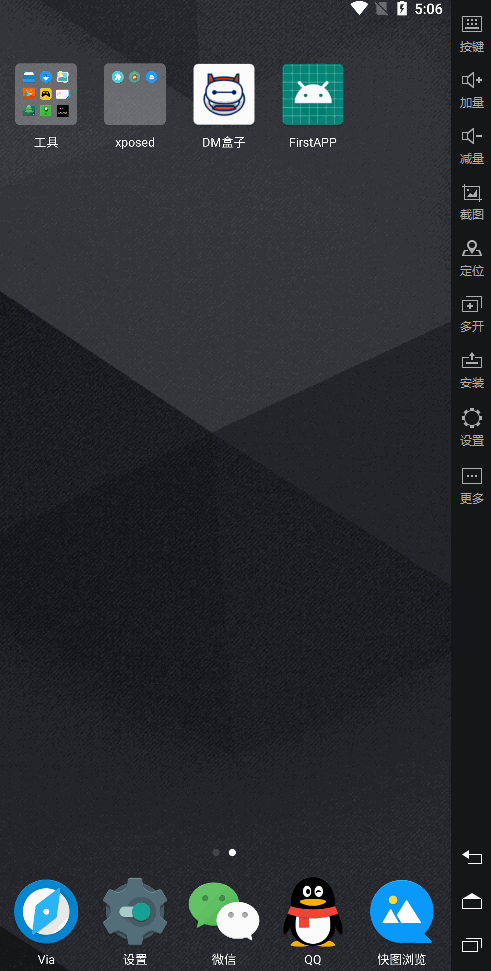 5:06
工具
xposed
DM盒子
FirstAPP
按键
加量
减量
截图
定位
多开
安装
设置
更多
Via
设置
微信
QQ
快图浏览